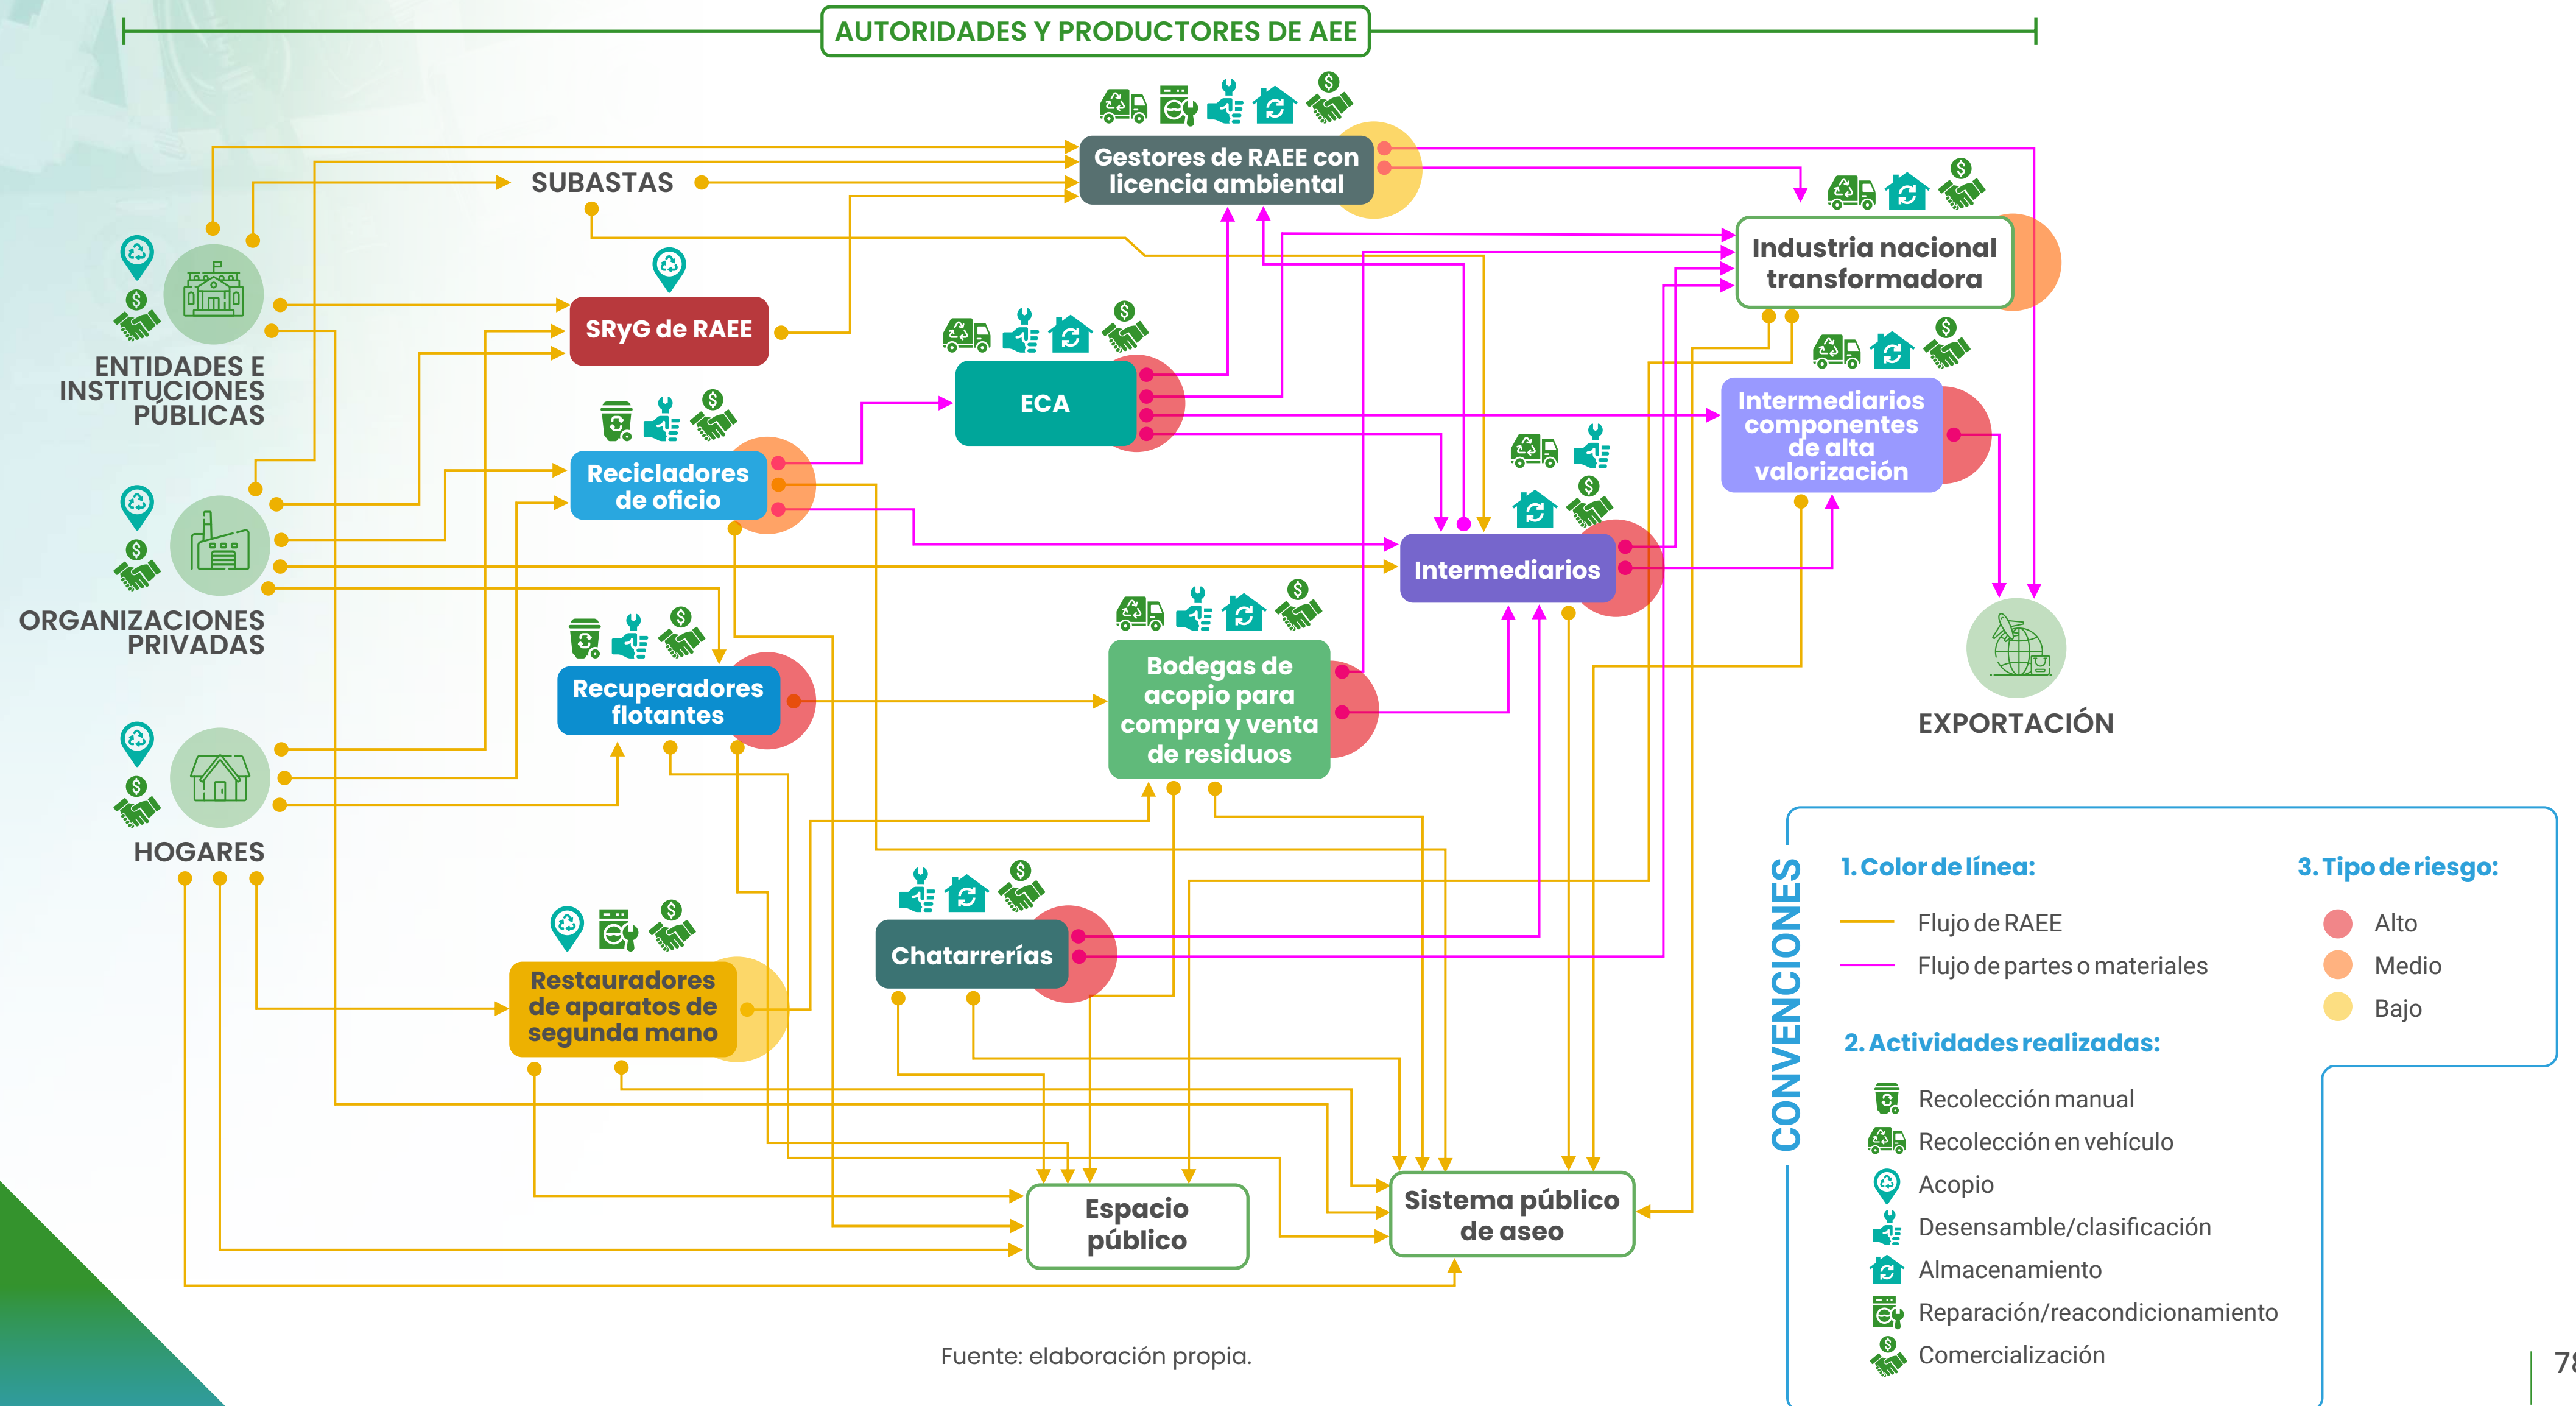 AUTORIDADES Y PRODUCTORES DE AEE
Gestores de RAEE con
licencia ambiental
SUBASTAS
Industria nacional
transformadora
SRyG de RAEE
ENTIDADES E
INSTITUCIONES
PÚBLICAS
ECA
Intermediarios
componentes
de alta
valorización
Recicladores
de oficio
Intermediarios
ORGANIZACIONES
PRIVADAS
Recuperadores
flotantes
Bodegas de
acopio para
compra y venta
de residuos
EXPORTACIÓN
HOGARES
Chatarrerías
Restauradores
de aparatos de
segunda mano
Espacio
público
Sistema público
de aseo
CONVENCIONES
1. Color de línea:
Flujo de RAEE
Flujo de partes o materiales
3. Tipo de riesgo:
Alto
Medio
Bajo
2. Actividades realizadas:
Recolección manual
Recolección en vehículo
Acopio
Desensamble/clasificación
Almacenamiento
Reparación/reacondicionamiento
Comercialización
Fuente: elaboración propia.